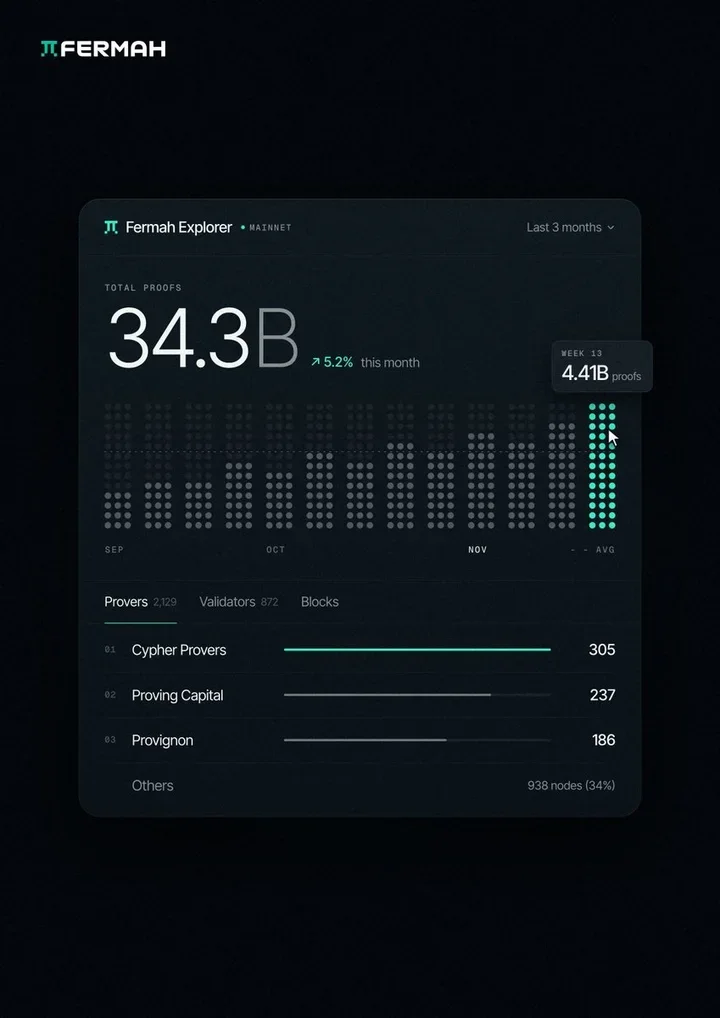 FERMAH
Fermah Explorer
MAINNET
Last 3 months
TOTAL PROOFS
34.3B
↗ 5.2% this month
WEEK 13
4.41B proofs
SEP
OCT
NOV
- - AVG
Provers 2,129
Validators 872
Blocks
01 Cypher Provers 305
02 Proving Capital 237
03 Provignon 186
Others 938 nodes (34%)